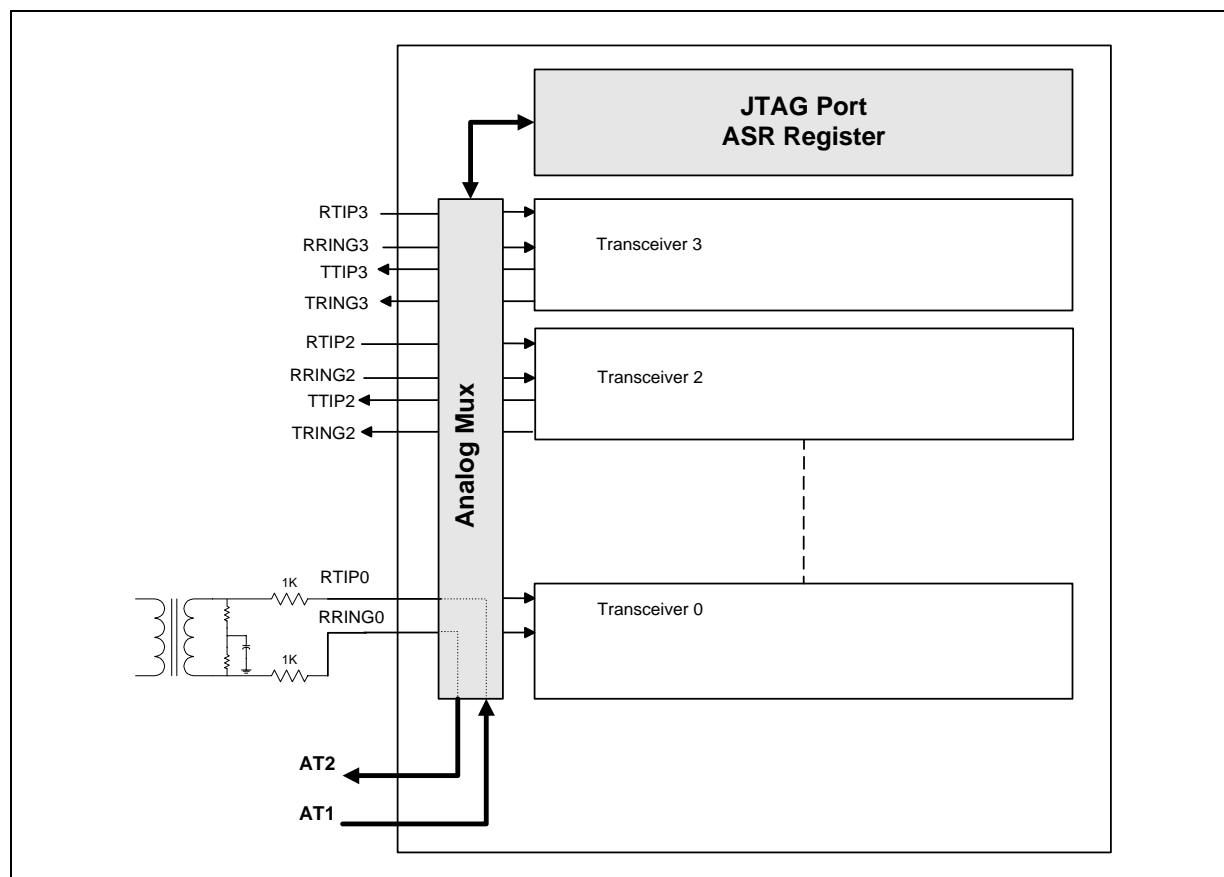 JTAG Port
ASR Register
RTIP3
RRING3
TTIP3
TRING3
Transceiver 3
RTIP2
RRING2
TTIP2
TRING2
Transceiver 2
Analog Mux
1K
RTIP0
RRING0
1K
Transceiver 0
AT2
AT1